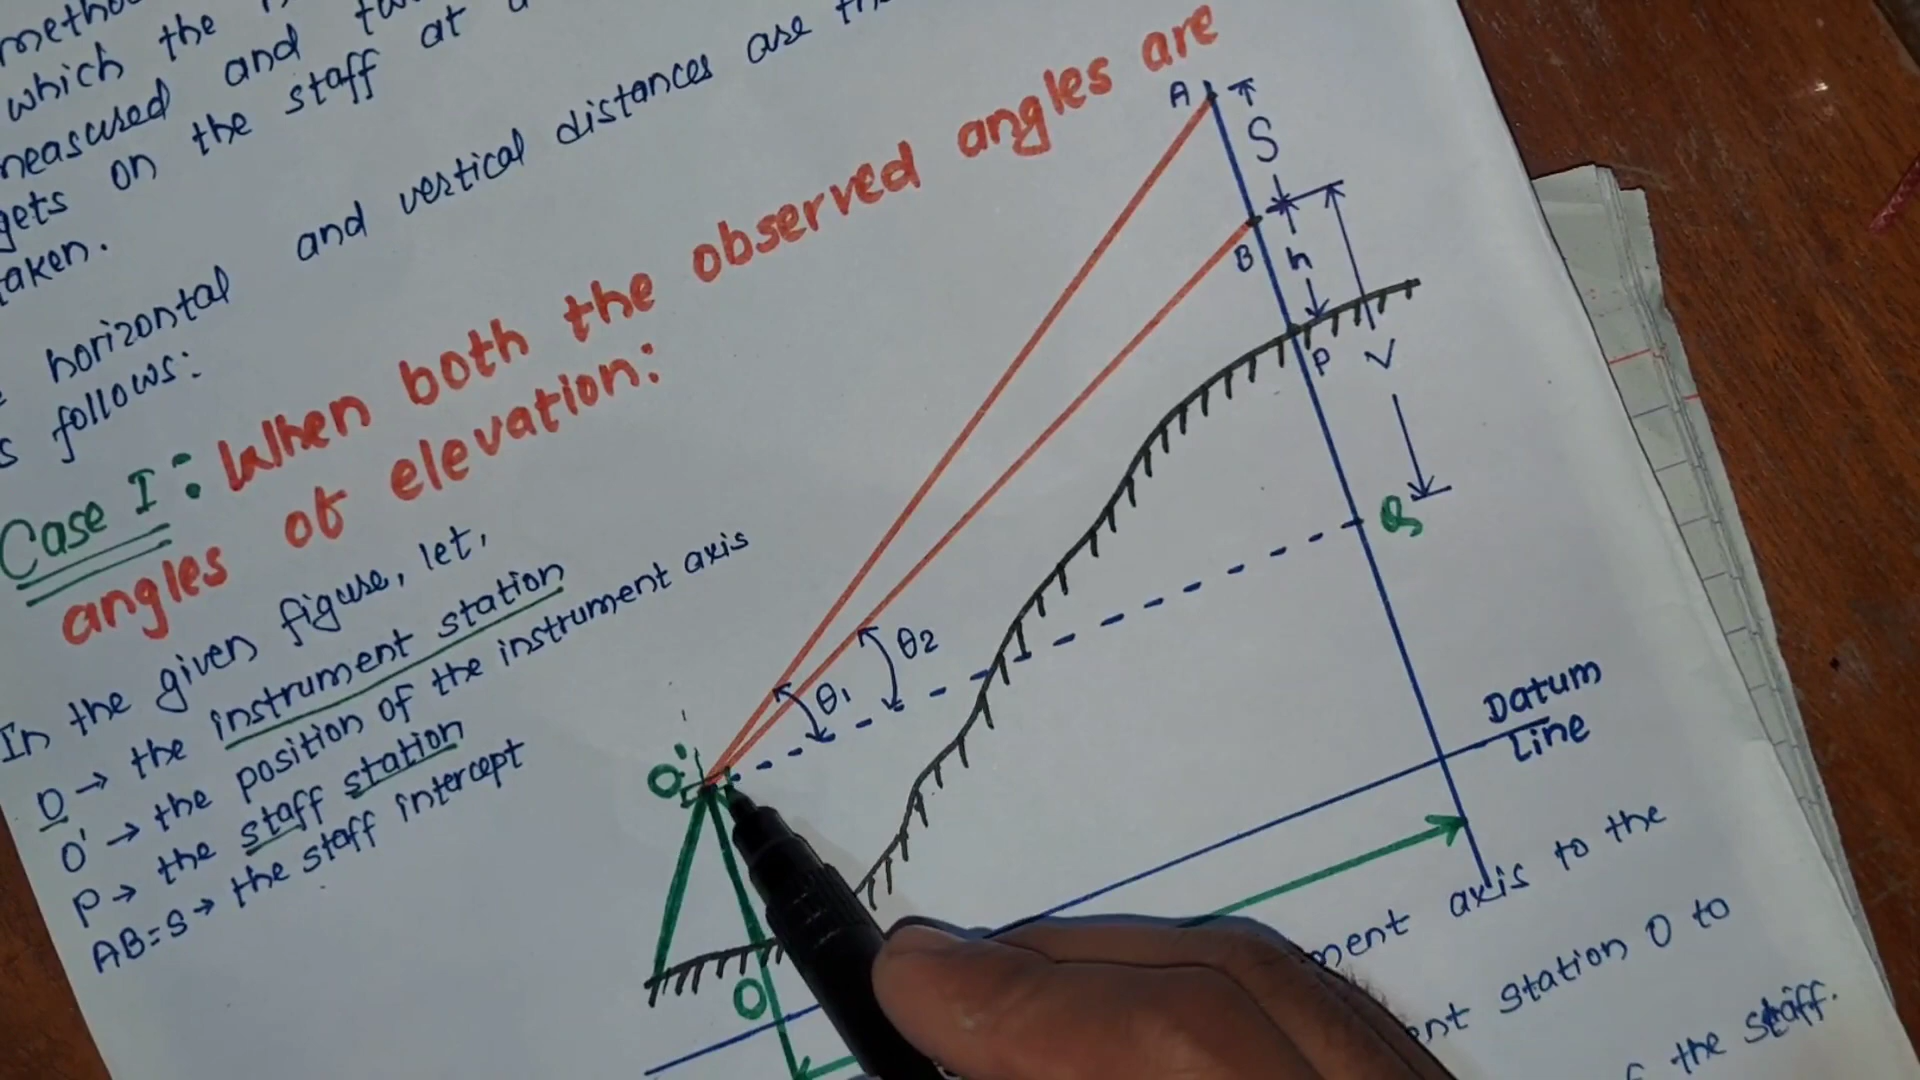 which the
measured and
gets on the staff at
taken.
horizontal and vertical distances are
follows:
Case I: When both the observed angles are
angles of elevation:
In the given figure, let,
O → the instrument station
O' → the position of the instrument axis
P → the staff station
AB=S → the staff intercept
A
S
B
h
P
V
Q
θ2
θ1
O'
Datum
Line
O
axis to the
station O to
the staff.